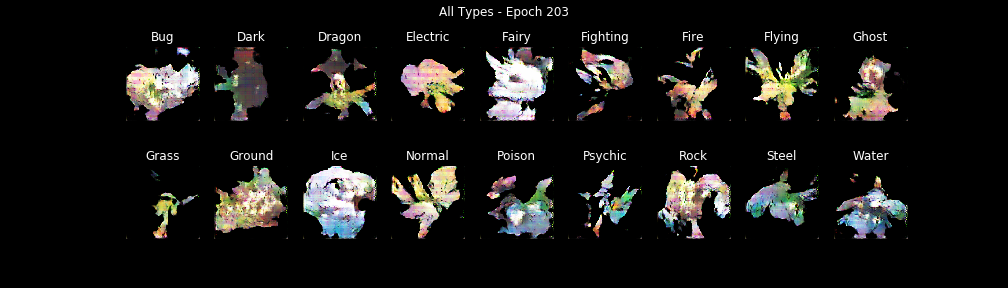 All Types - Epoch 203
Bug Dark Dragon Electric Fairy Fighting Fire Flying Ghost
Grass Ground Ice Normal Poison Psychic Rock Steel Water